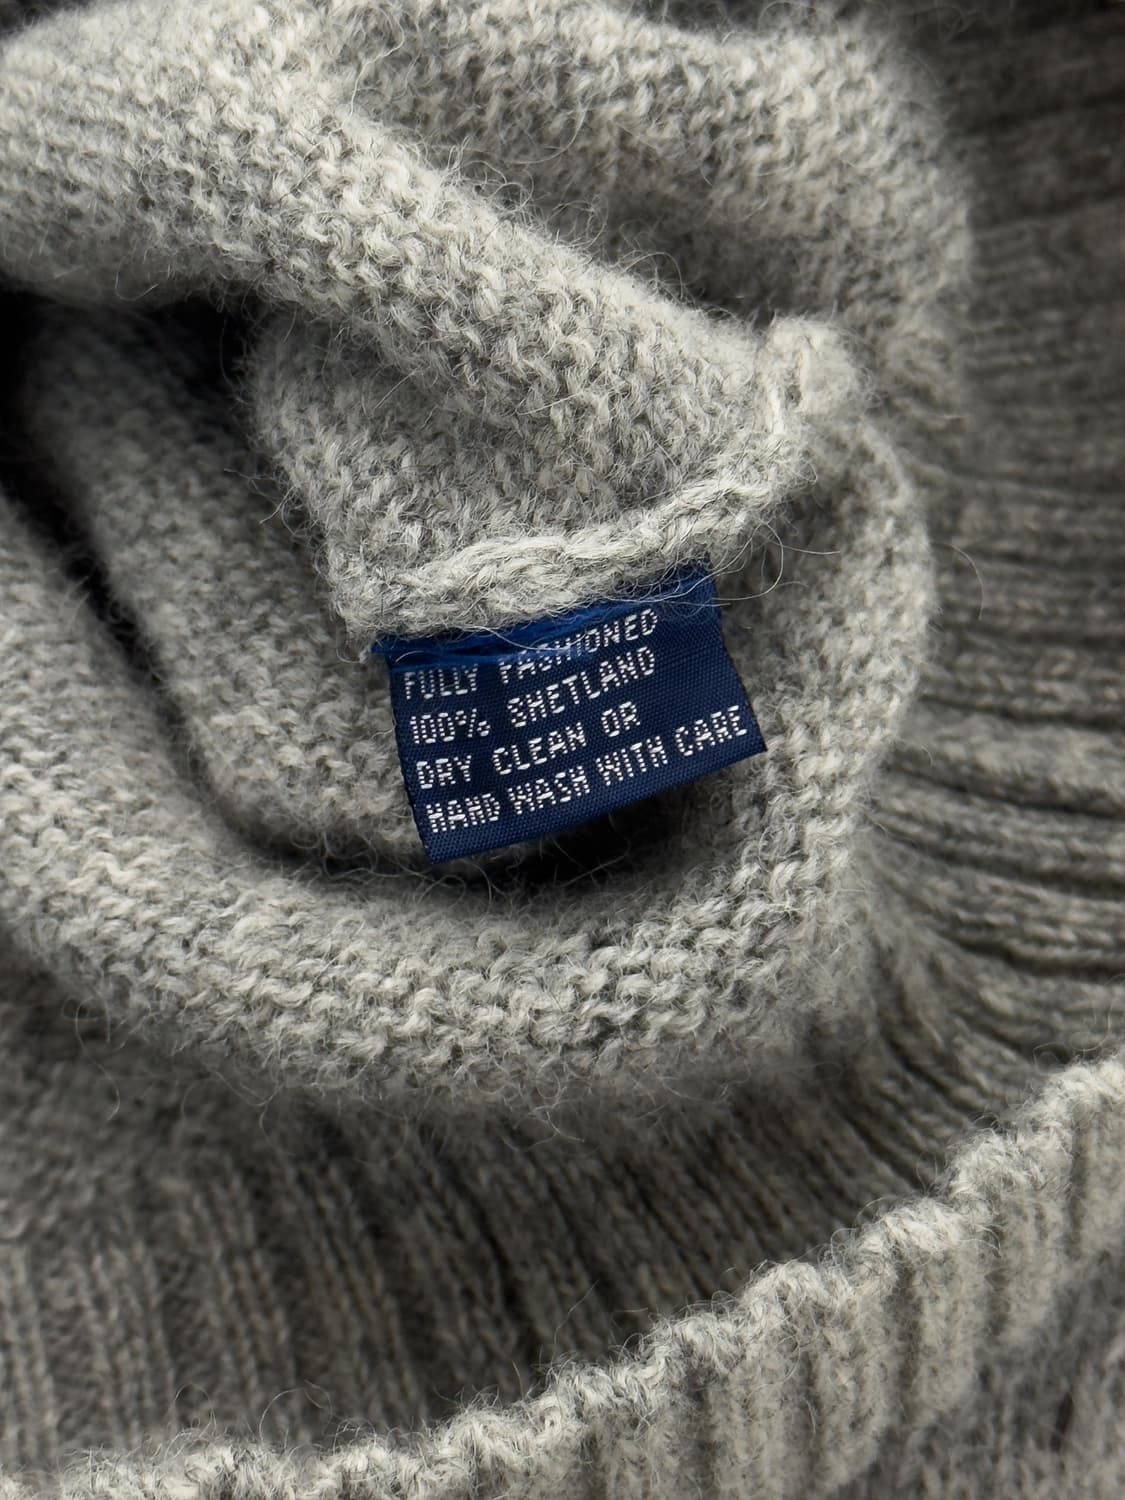 FULLY FASHIONED
100% SHETLAND
DRY CLEAN OR
HAND WASH WITH CARE